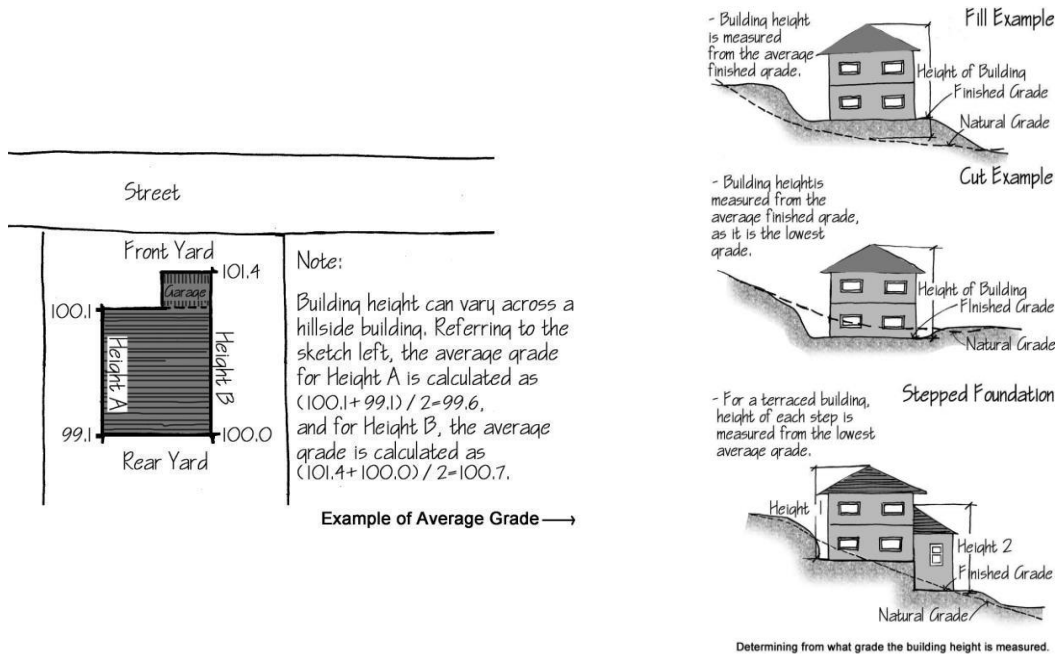 Street
Front Yard
101.4
Garage
100.1
Height A
Height B
99.1
100.0
Rear Yard
Note:
Building height can vary across a
hillside building. Referring to the
sketch left, the average grade
for Height A is calculated as
(100.1+99.1)/2=99.6,
and for Height B, the average
grade is calculated as
(101.4+100.0)/2=100.7.
Example of Average Grade
Fill Example
- Building height
is measured
from the average
finished grade.
Height of Building
Finished Grade
Natural Grade
Cut Example
- Building heightis
measured from the
average finished grade,
as it is the lowest
grade.
Height of Building
Finished Grade
Natural Grade
Stepped Foundation
- For a terraced building,
height of each step is
measured from the lowest
average grade.
Height 1
Height 2
Finished Grade
Natural Grade
Determining from what grade the building height is measured.